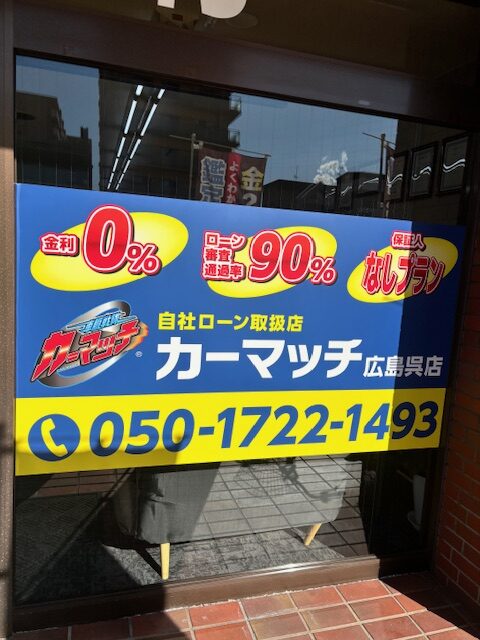 金利 0%
ローン審査通過率 90%
保証人 なしプラン
カーマッチ
自社ローン取扱店
カーマッチ 広島呉店
050-1722-1493